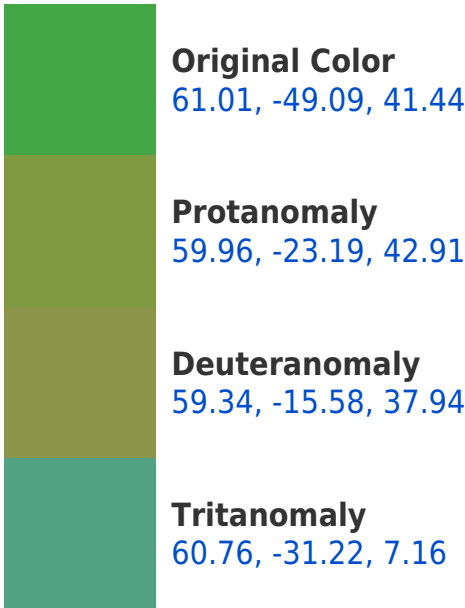 Original Color
61.01, -49.09, 41.44
Protanomaly
59.96, -23.19, 42.91
Deuteranomaly
59.34, -15.58, 37.94
Tritanomaly
60.76, -31.22, 7.16